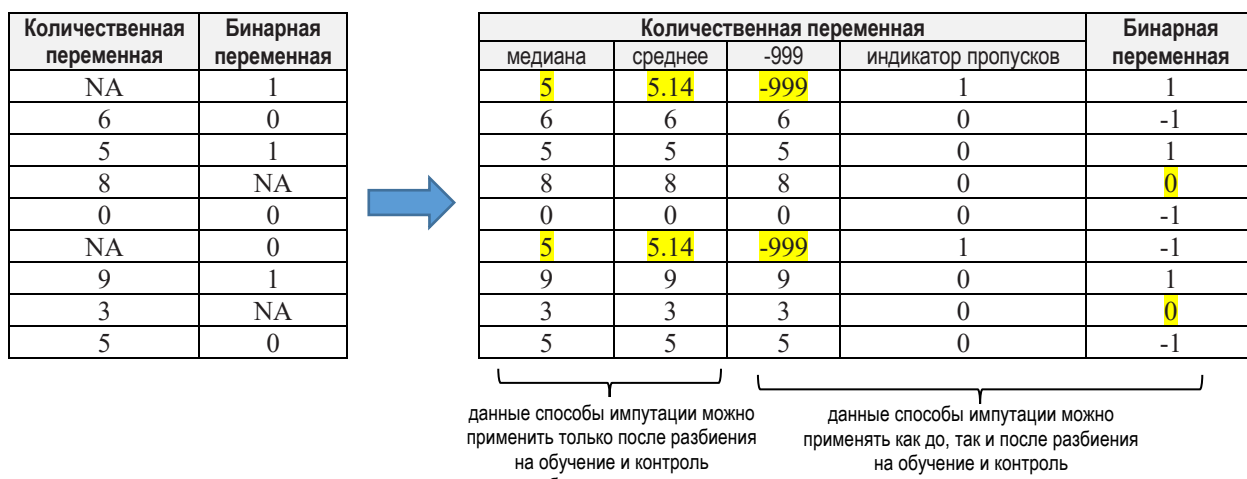 Количественная переменная Бинарная переменная
NA 1
6 0
5 1
8 NA
0 0
NA 0
9 1
3 NA
5 0
Количественная переменная Бинарная переменная
медиана среднее -999 индикатор пропусков
5 5.14 -999 1 1
6 6 6 0 -1
5 5 5 0 1
8 8 8 0 0
0 0 0 0 -1
5 5.14 -999 1 -1
9 9 9 0 1
3 3 3 0 0
5 5 5 0 -1
данные способы импутации можно
применить только после разбиения
на обучение и контроль
данные способы импутации можно
применять как до, так и после разбиения
на обучение и контроль